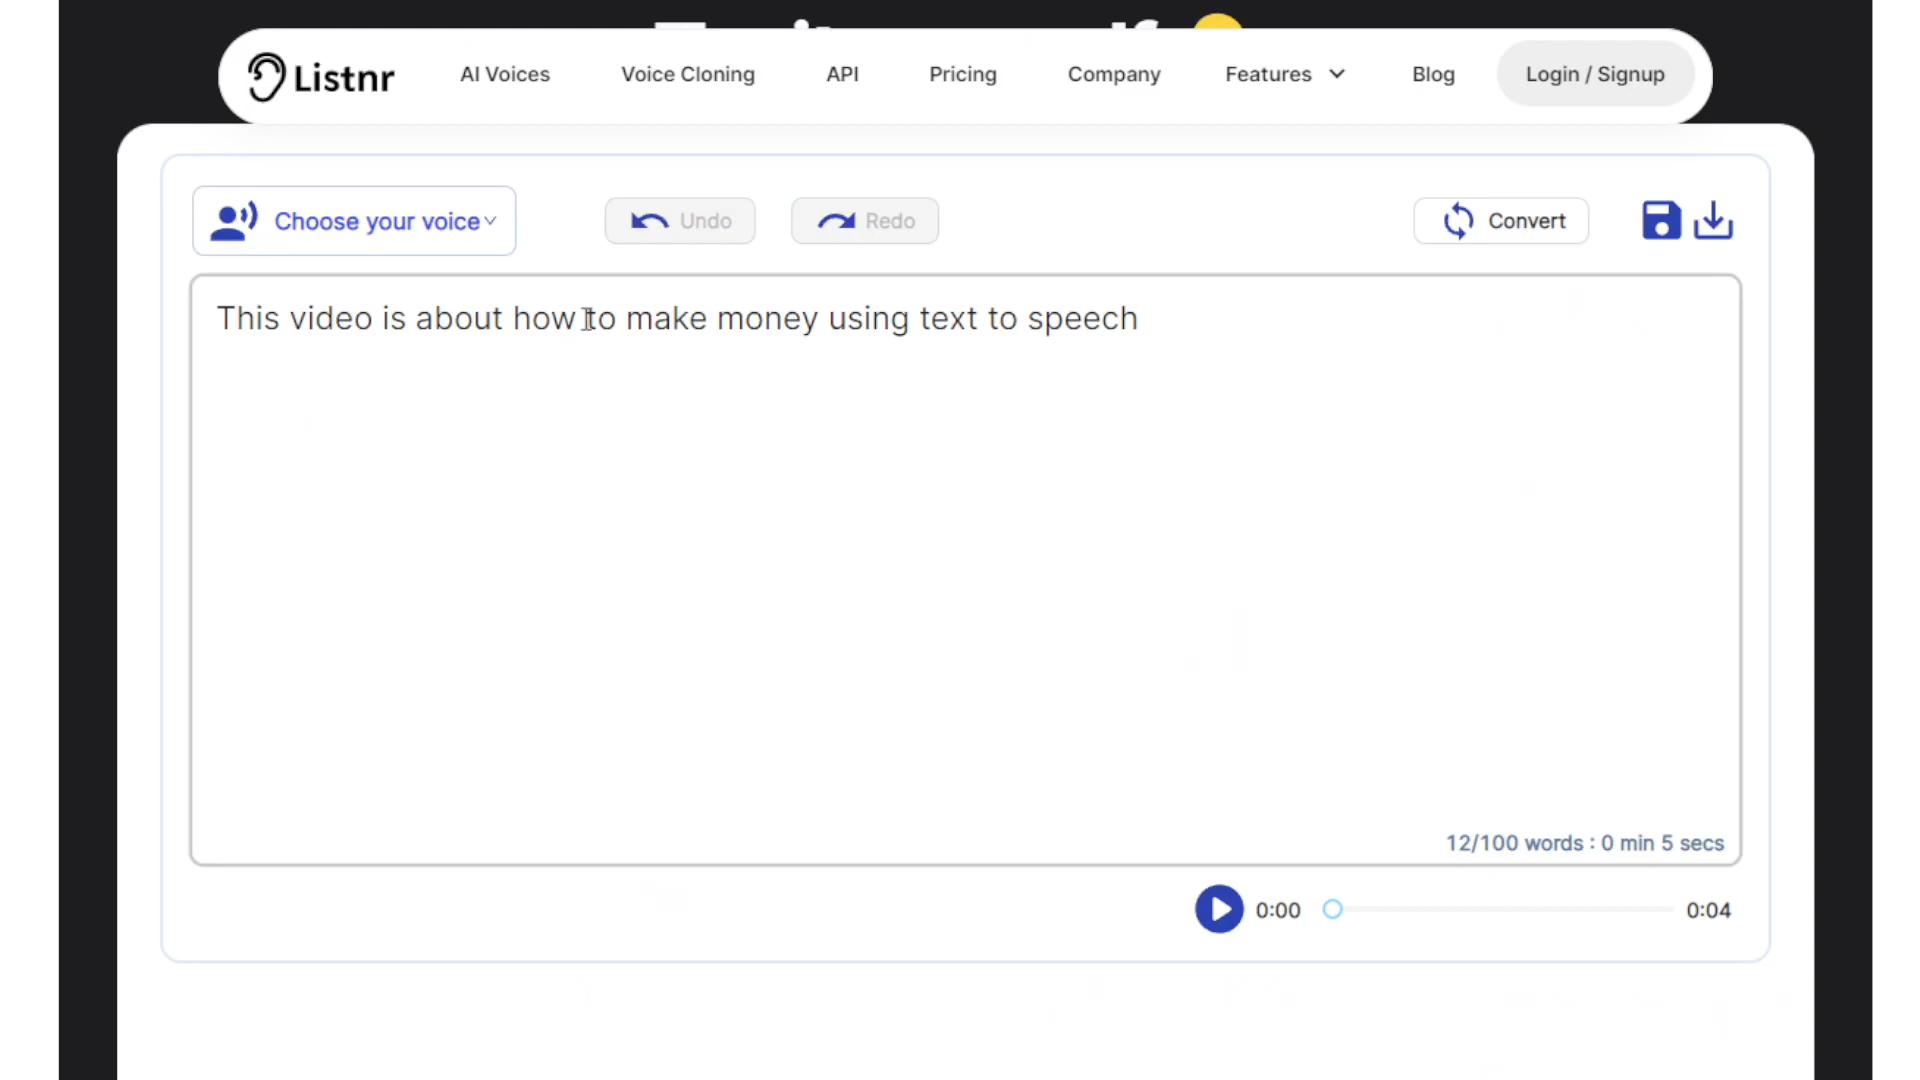 Listnr
AI Voices
Voice Cloning
API
Pricing
Company
Features
Blog
Login / Signup
Choose your voice
Undo
Redo
Convert
This video is about how to make money using text to speech
12/100 words : 0 min 5 secs
0:00
0:04